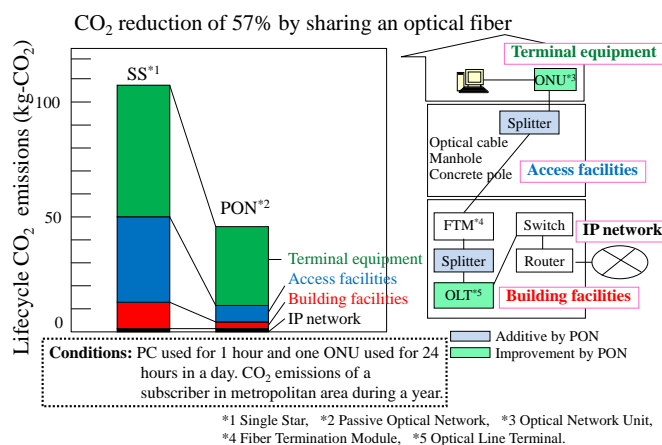 CO2 reduction of 57% by sharing an optical fiber
Lifecycle CO2 emissions (kg-CO2)
100
50
0
SS*1
PON*2
Terminal equipment
Access facilities
Building facilities
IP network
Terminal equipment
ONU*3
Splitter
Optical cable
Manhole
Concrete pole
Access facilities
FTM*4
Switch
IP network
Splitter
Router
OLT*5
Building facilities
Additive by PON
Improvement by PON
Conditions: PC used for 1 hour and one ONU used for 24
hours in a day. CO2 emissions of a
subscriber in metropolitan area during a year.
*1 Single Star, *2 Passive Optical Network, *3 Optical Network Unit,
*4 Fiber Termination Module, *5 Optical Line Terminal.